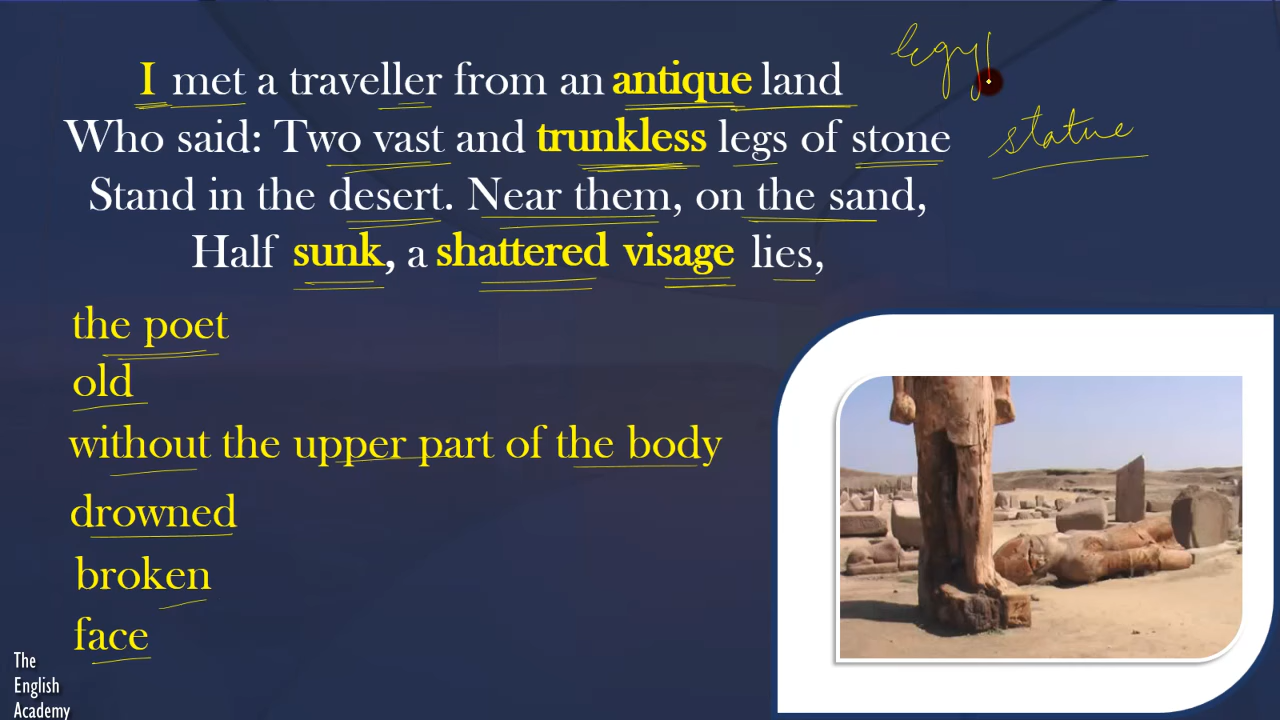 I met a traveller from an antique land
Who said: Two vast and trunkless legs of stone
Stand in the desert. Near them, on the sand,
Half sunk, a shattered visage lies,
statue
the poet
old
without the upper part of the body
drowned
broken
face
The
English
Academy